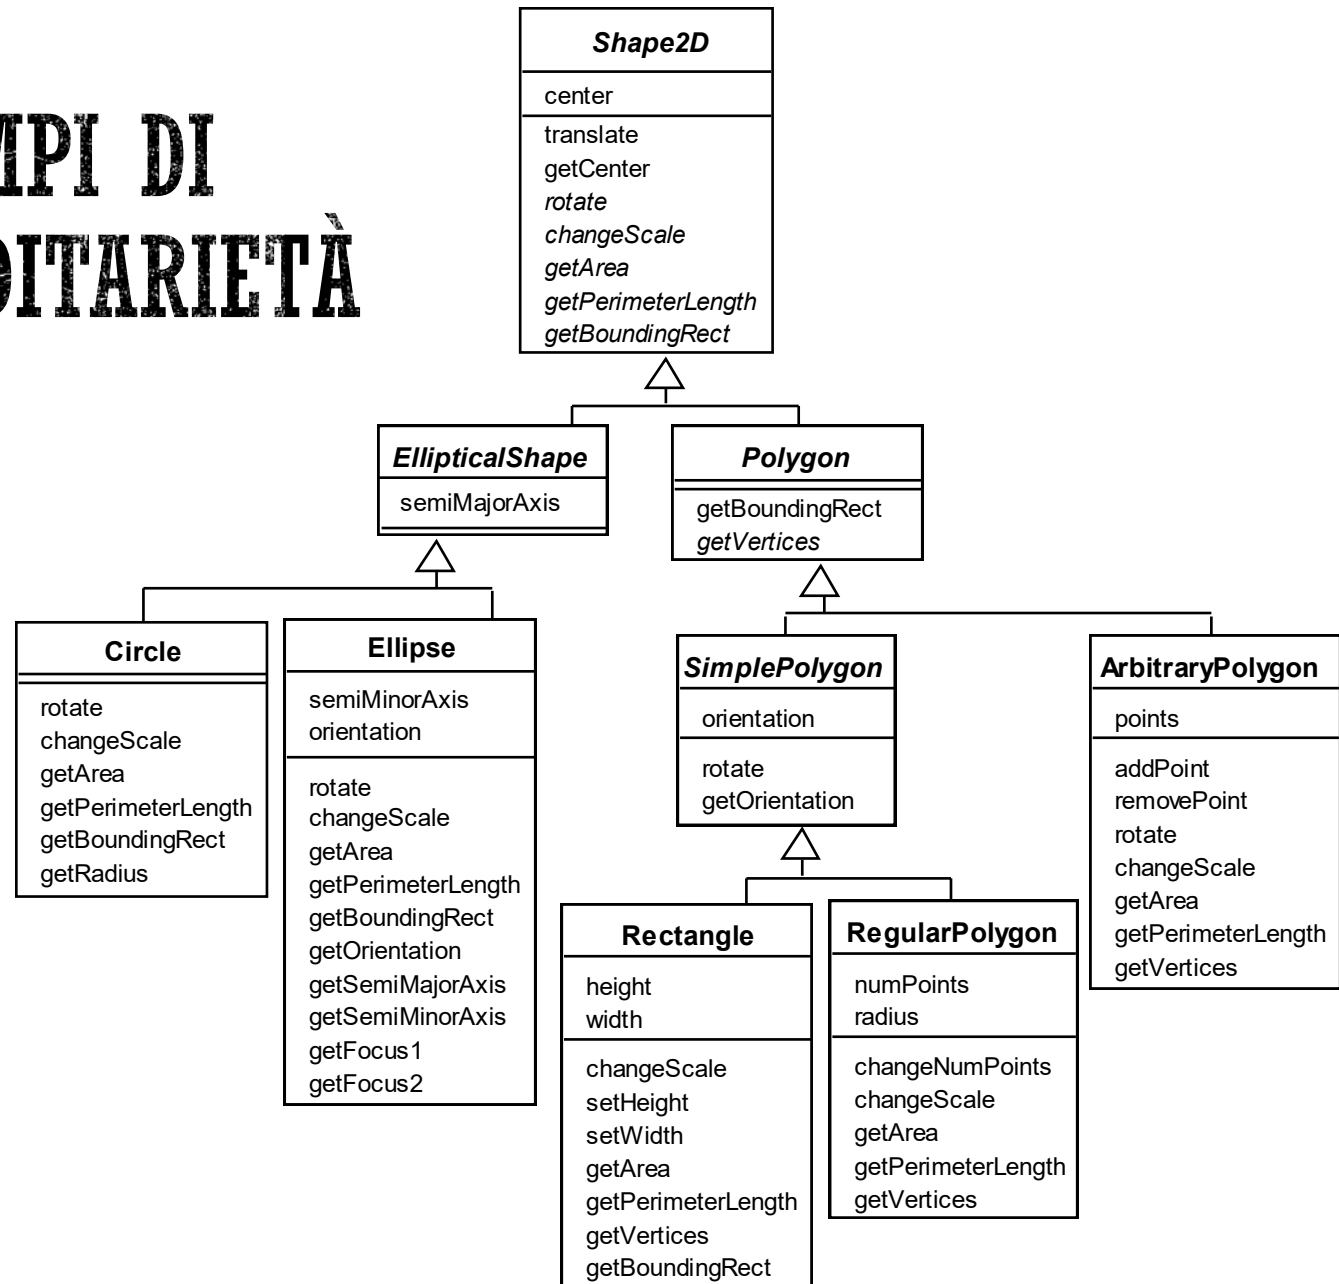 MPI DI
DITARIETÀ
Shape2D
center
translate
getCenter
rotate
changeScale
getArea
getPerimeterLength
getBoundingRect
EllipticalShape
semiMajorAxis
Polygon
getBoundingRect
getVertices
Circle
rotate
changeScale
getArea
getPerimeterLength
getBoundingRect
getRadius
Ellipse
semiMinorAxis
orientation
rotate
changeScale
getArea
getPerimeterLength
getBoundingRect
getOrientation
getSemiMajorAxis
getSemiMinorAxis
getFocus1
getFocus2
SimplePolygon
orientation
rotate
getOrientation
ArbitraryPolygon
points
addPoint
removePoint
rotate
changeScale
getArea
getPerimeterLength
getVertices
Rectangle
height
width
changeScale
setHeight
setWidth
getArea
getPerimeterLength
getVertices
getBoundingRect
RegularPolygon
numPoints
radius
changeNumPoints
changeScale
getArea
getPerimeterLength
getVertices